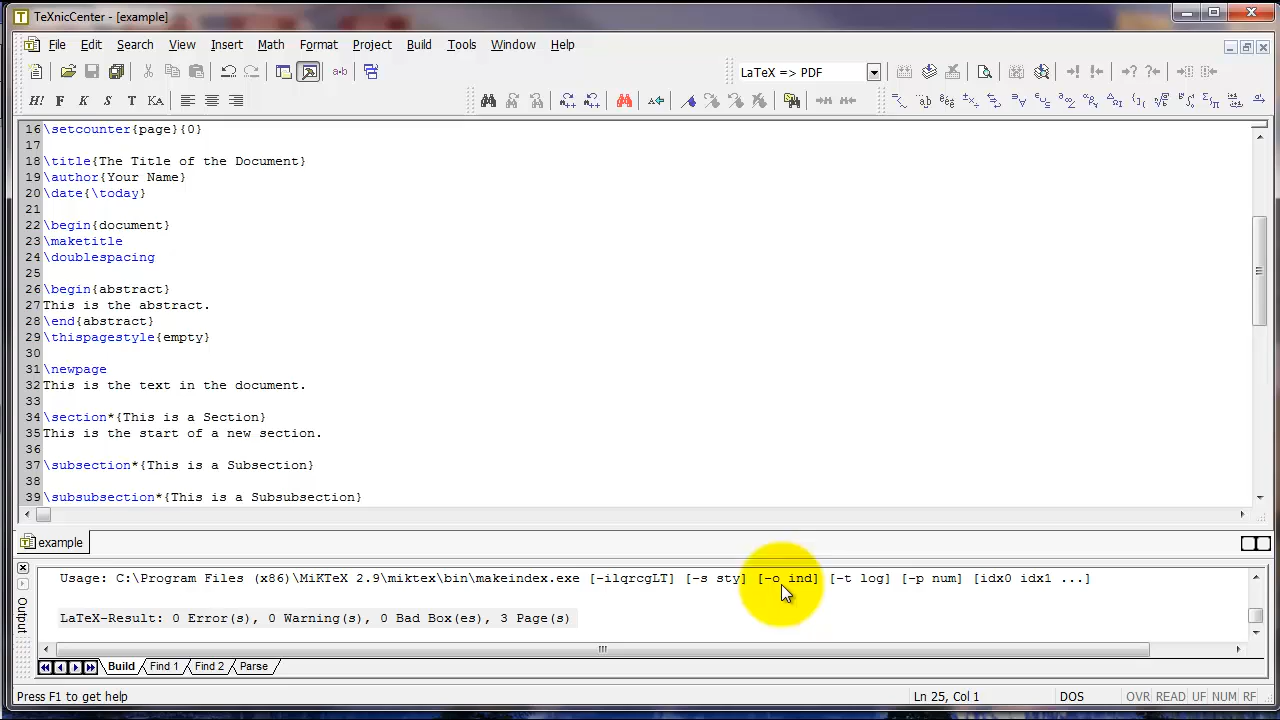 TeXnicCenter - [example]
File Edit Search View Insert Math Format Project Build Tools Window Help
LaTeX => PDF
H! F K S T KA
16 \setcounter{page}{0}
17
18 \title{The Title of the Document}
19 \author{Your Name}
20 \date{\today}
21
22 \begin{document}
23 \maketitle
24 \doublespacing
25
26 \begin{abstract}
27 This is the abstract.
28 \end{abstract}
29 \thispagestyle{empty}
30
31 \newpage
32 This is the text in the document.
33
34 \section*{This is a Section}
35 This is the start of a new section.
36
37 \subsection*{This is a Subsection}
38
39 \subsubsection*{This is a Subsubsection}
example
Usage: C:\Program Files (x86)\MiKTeX 2.9\miktex\bin\makeindex.exe [-ilqrcgLT] [-s sty] [-o ind] [-t log] [-p num] [idx0 idx1 ...]
LaTeX-Result: 0 Error(s), 0 Warning(s), 0 Bad Box(es), 3 Page(s)
Output
Build Find 1 Find 2 Parse
Press F1 to get help Ln 25, Col 1 DOS OVR READ UF NUM RF